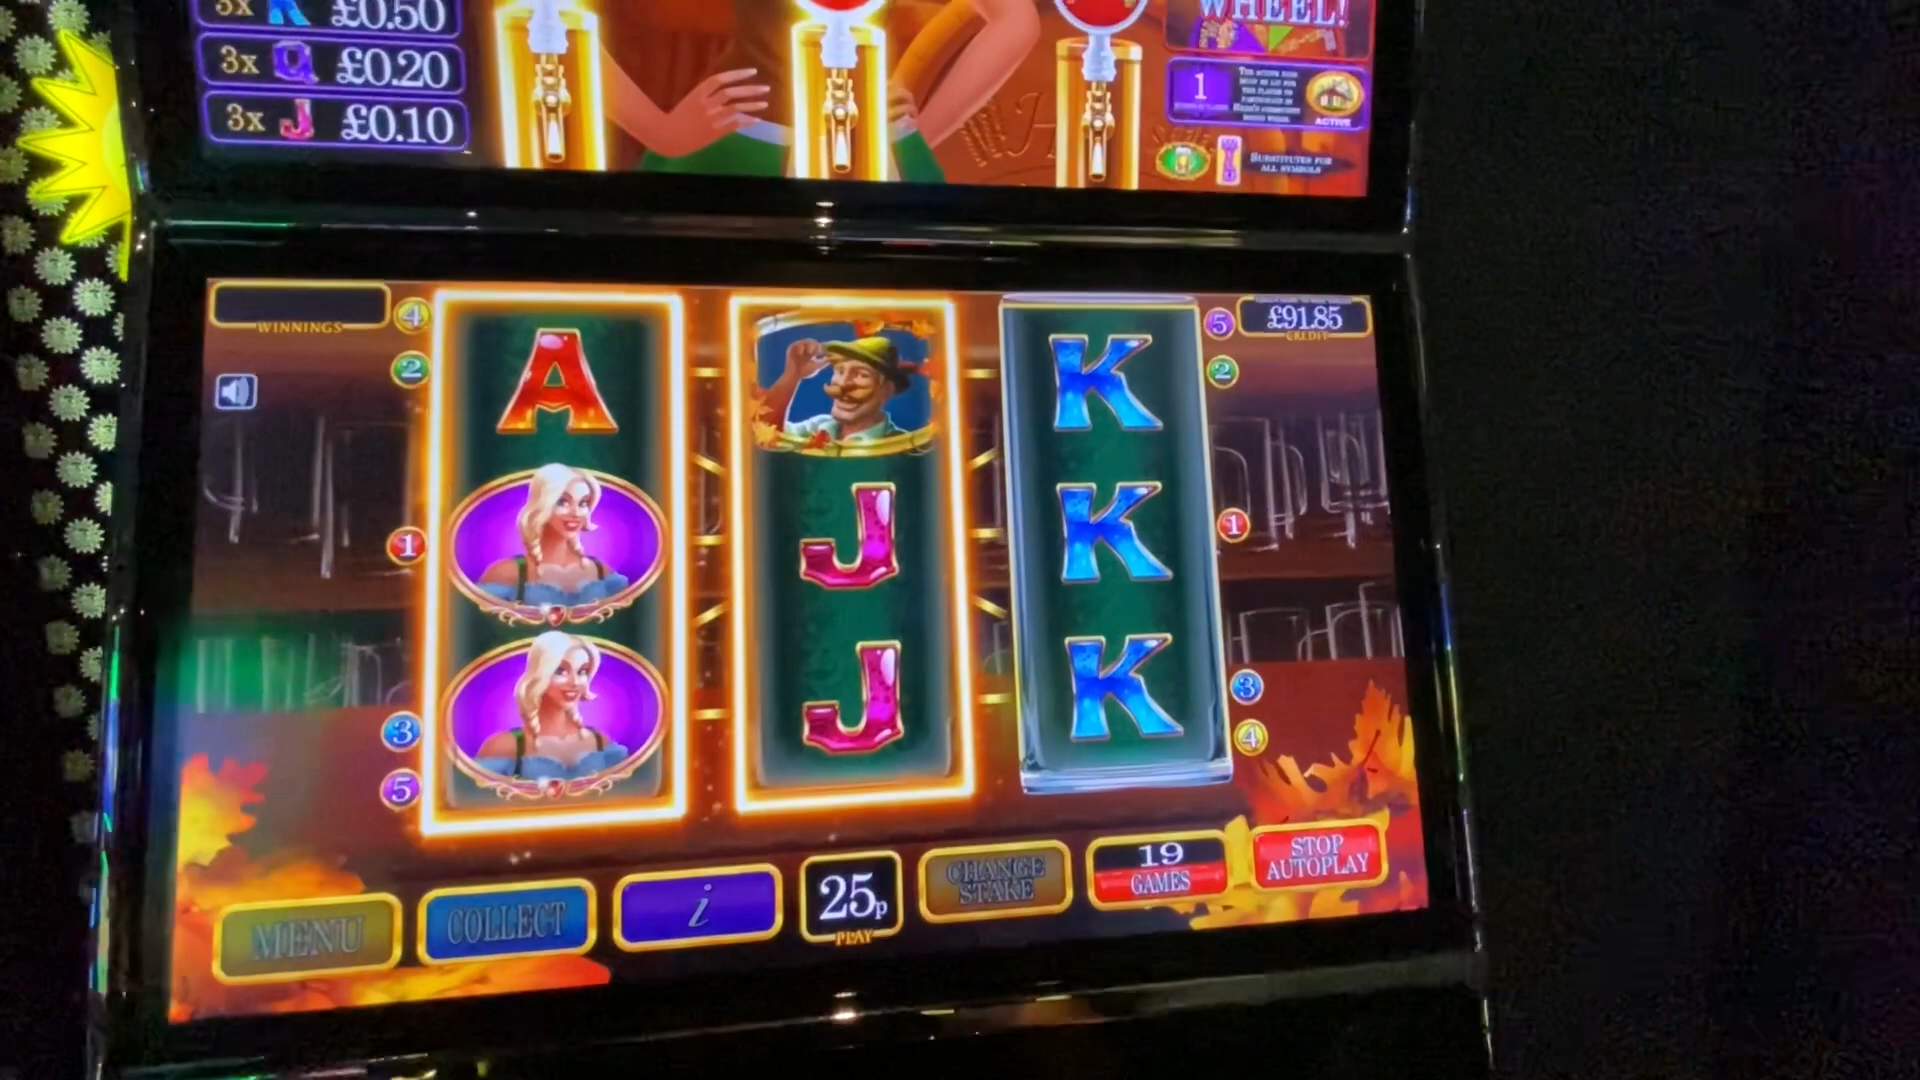 3x K £0.50
3x Q £0.20
3x J £0.10
WHEEL!
1
ACTIVE
WILD
SUBSTITUTES FOR
ALL SYMBOLS
WINNINGS
£91.85
CREDIT
4 5
2 2
1 1
3 3
5 4
A
J
J
K
K
K
MENU
COLLECT
i
25p
PLAY
CHANGE
STAKE
19
GAMES
STOP
AUTOPLAY